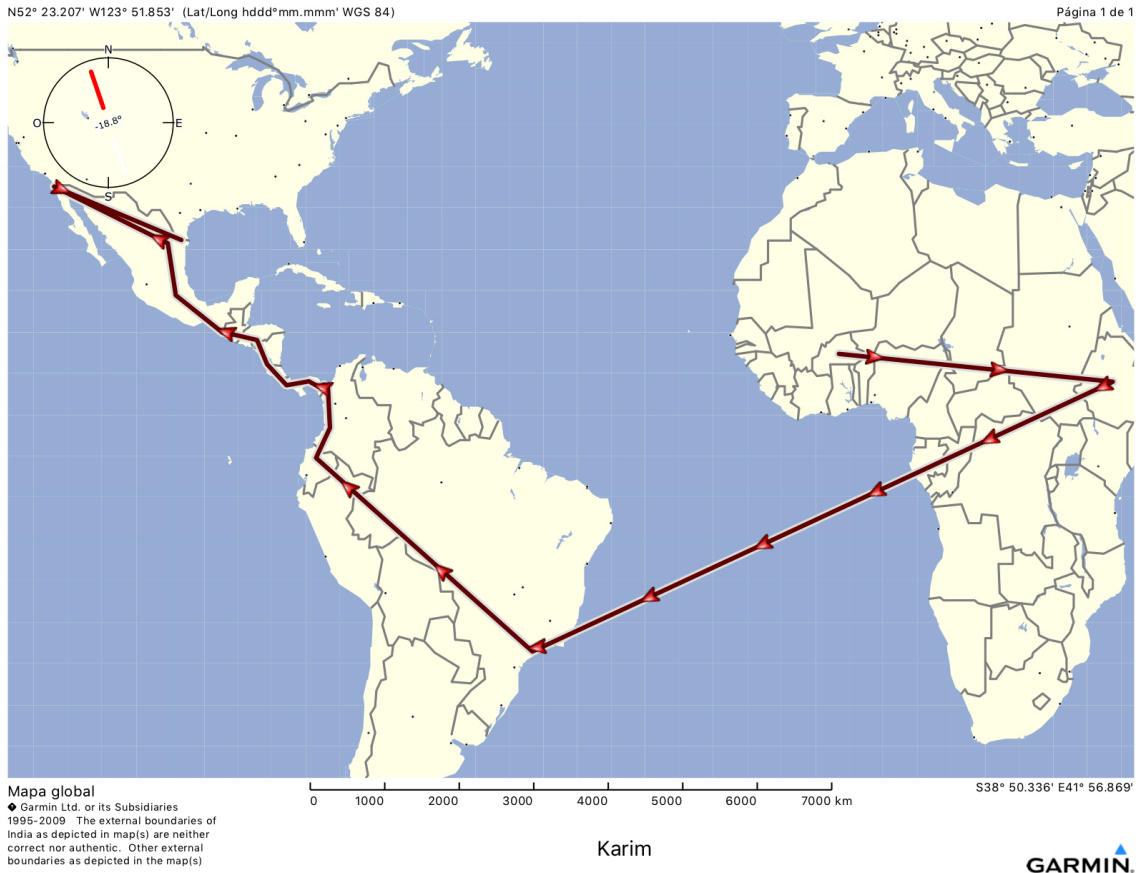 N52° 23.207' W123° 51.853'  (Lat/Long hddd°mm.mmm' WGS 84)
Página 1 de 1
N
O
-18.8°
E
S
0 1000 2000 3000 4000 5000 6000 7000 km
S38° 50.336' E41° 56.869'
Mapa global
� Garmin Ltd. or its Subsidiaries
1995-2009   The external boundaries of
India as depicted in map(s) are neither
correct nor authentic.  Other external
boundaries as depicted in the map(s)
Karim
GARMIN